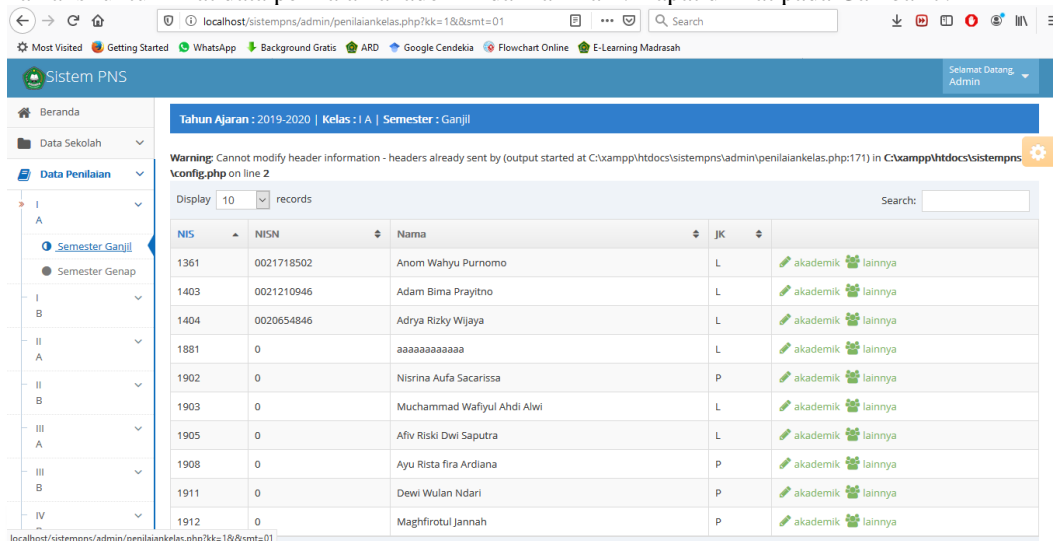 localhost/sistempns/admin/penilaiankelas.php?kk=1&&smt=01
Search
Most Visited Getting Started WhatsApp Background Gratis ARD Google Cendekia Flowchart Online E-Learning Madrasah
Sistem PNS
Selamat Datang,
Admin
Beranda
Data Sekolah
Data Penilaian
I
A
Semester Ganjil
Semester Genap
I
B
II
A
II
B
III
A
III
B
IV
Tahun Ajaran : 2019-2020 | Kelas : I A | Semester : Ganjil
Warning: Cannot modify header information - headers already sent by (output started at C:\xampp\htdocs\sistempns\admin\penilaiankelas.php:171) in C:\xampp\htdocs\sistempns
\config.php on line 2
Display 10 records Search:
NIS NISN Nama JK
1361 0021718502 Anom Wahyu Purnomo L akademik lainnya
1403 0021210946 Adam Bima Prayitno L akademik lainnya
1404 0020654846 Adrya Rizky Wijaya L akademik lainnya
1881 0 aaaaaaaaaaaa L akademik lainnya
1902 0 Nisrina Aufa Sacarissa P akademik lainnya
1903 0 Muchammad Wafiyul Ahdi Alwi L akademik lainnya
1905 0 Afiv Riski Dwi Saputra L akademik lainnya
1908 0 Ayu Rista fira Ardiana P akademik lainnya
1911 0 Dewi Wulan Ndari P akademik lainnya
1912 0 Maghfirotul Jannah P akademik lainnya
localhost/sistempns/admin/penilaiankelas.php?kk=1&&smt=01